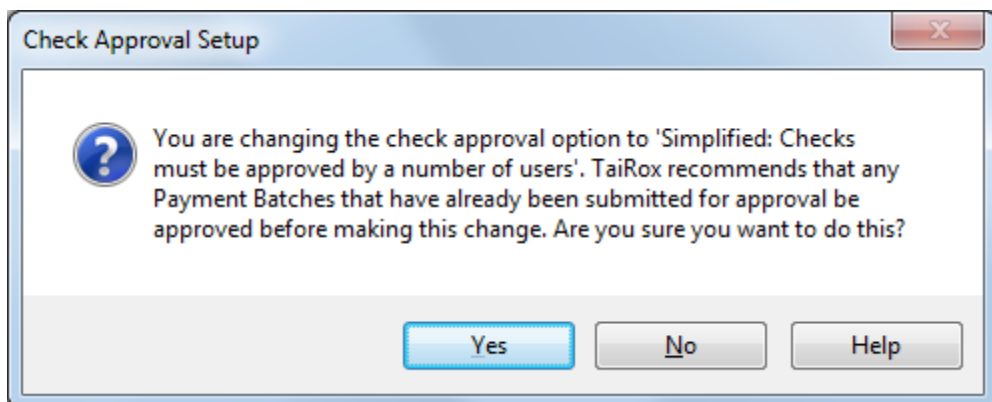 Check Approval Setup
You are changing the check approval option to 'Simplified: Checks
must be approved by a number of users'. TaiRox recommends that any
Payment Batches that have already been submitted for approval be
approved before making this change. Are you sure you want to do this?
Yes
No
Help